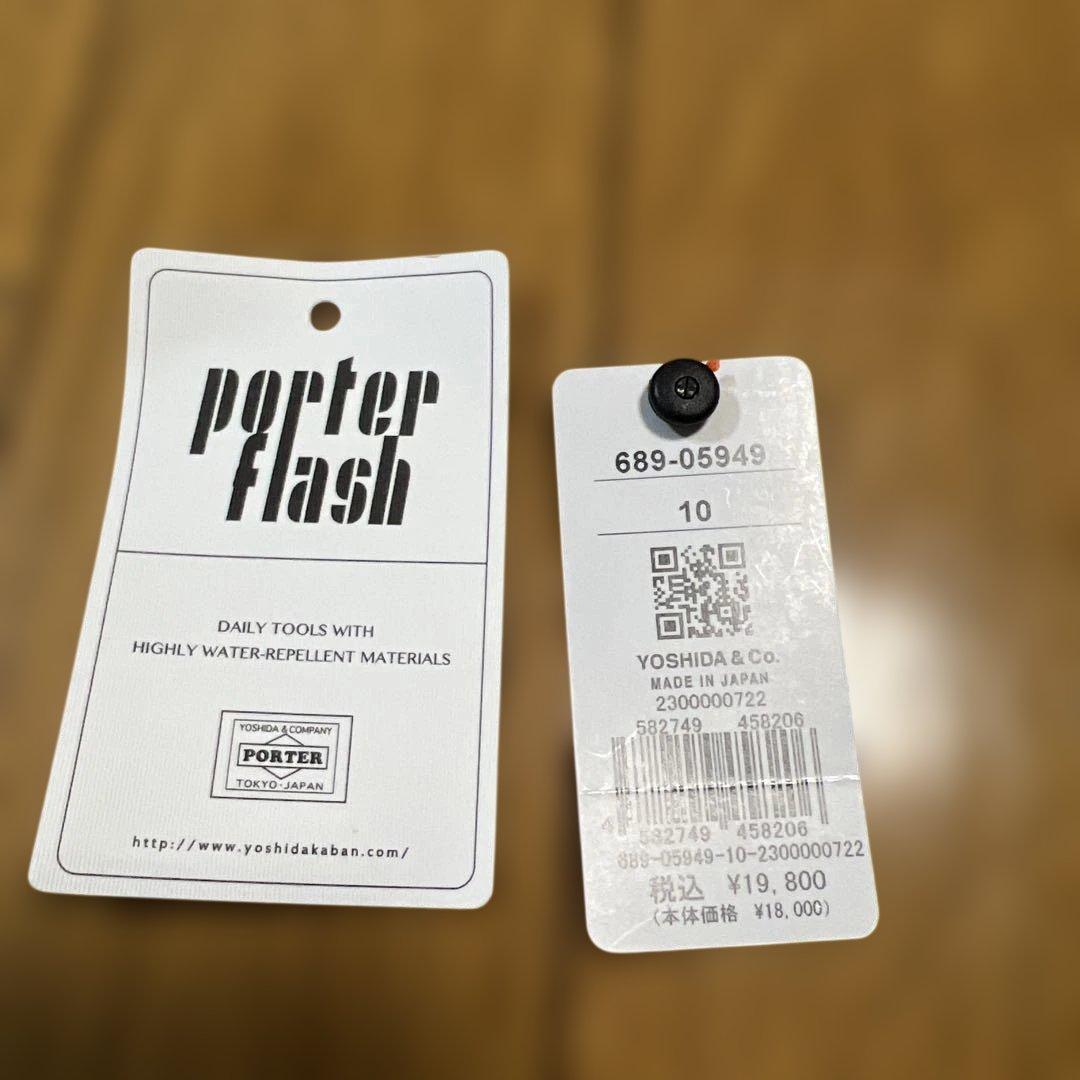 porter
flash
DAILY TOOLS WITH
HIGHLY WATER-REPELLENT MATERIALS
YOSHIDA & COMPANY
PORTER
TOKYO・JAPAN
http://www.yoshidakaban.com/
689-05949
10
YOSHIDA & Co.
MADE IN JAPAN
2300000722
582749 458206
4 582749 458206
689-05949-10-2300000722
税込 ¥19,800
(本体価格 ¥18,000)